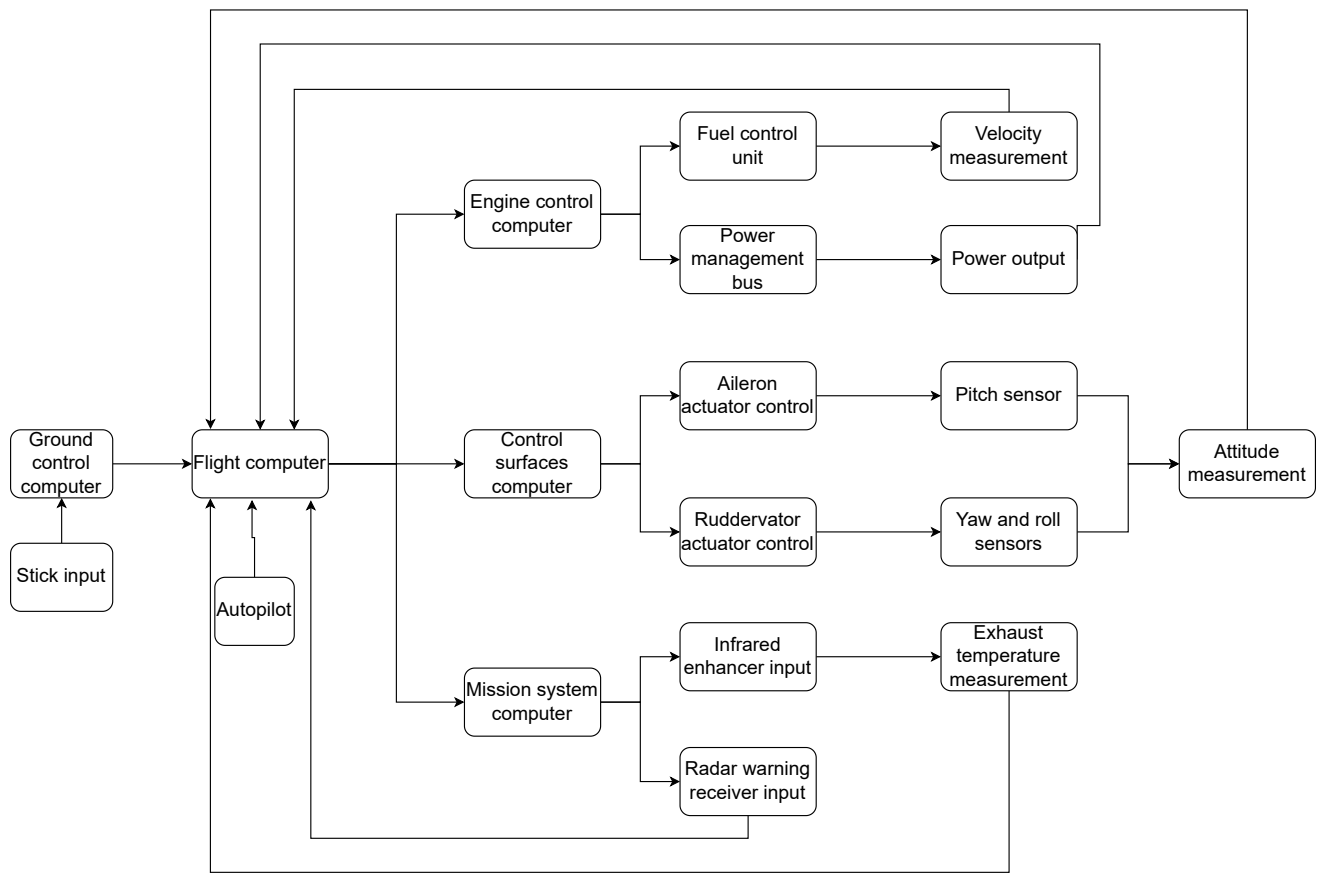 Fuel control
unit
Velocity
measurement
Engine control
computer
Power
management
bus
Power output
Aileron
actuator control
Pitch sensor
Ground
control
computer
Flight computer
Control
surfaces
computer
Attitude
measurement
Ruddervator
actuator control
Yaw and roll
sensors
Stick input
Autopilot
Infrared
enhancer input
Exhaust
temperature
measurement
Mission system
computer
Radar warning
receiver input